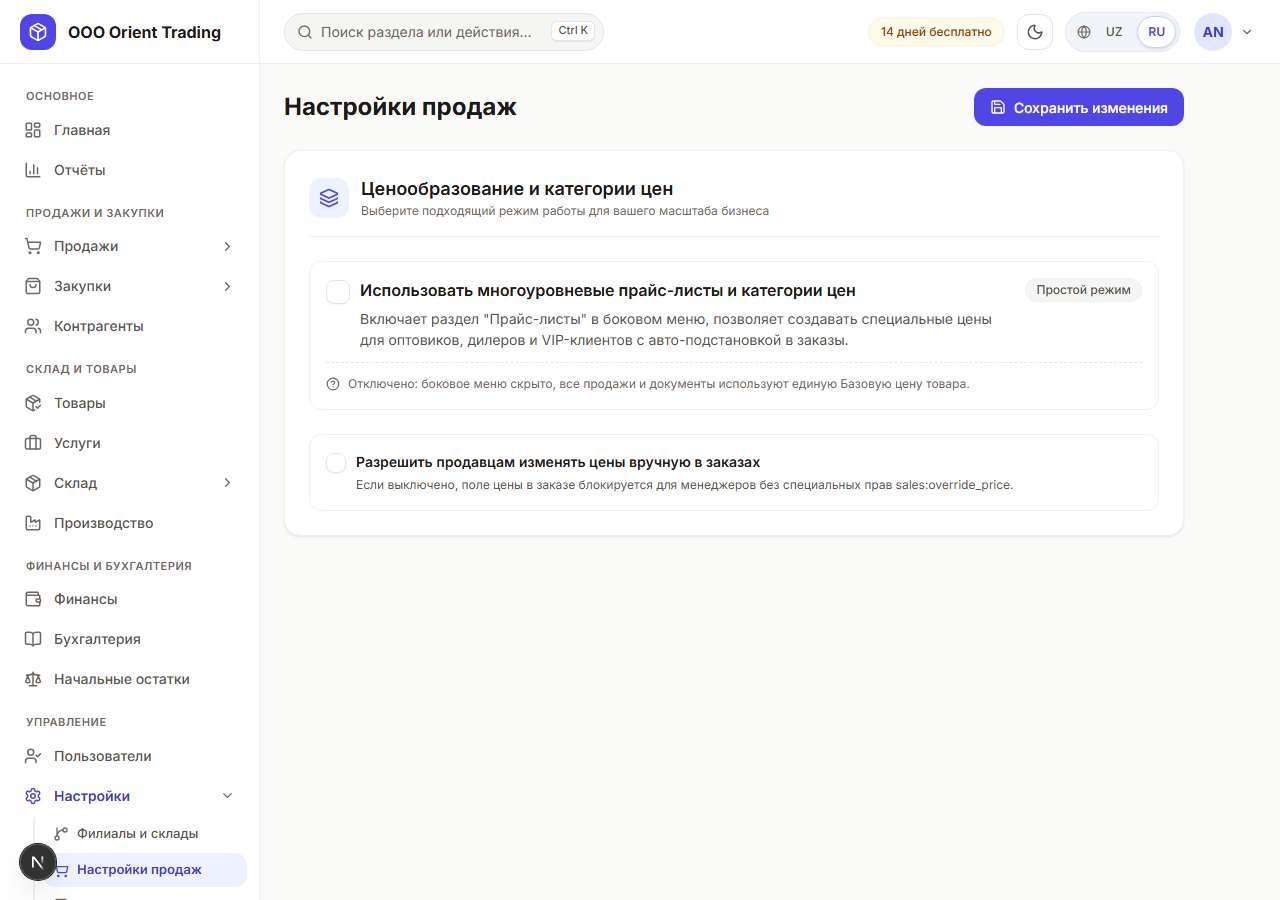 OOO Orient Trading
Поиск раздела или действия...
Ctrl K
14 дней бесплатно
UZ
RU
AN
ОСНОВНОЕ
Главная
Отчёты
ПРОДАЖИ И ЗАКУПКИ
Продажи
Закупки
Контрагенты
СКЛАД И ТОВАРЫ
Товары
Услуги
Склад
Производство
ФИНАНСЫ И БУХГАЛТЕРИЯ
Финансы
Бухгалтерия
Начальные остатки
УПРАВЛЕНИЕ
Пользователи
Настройки
Филиалы и склады
N
Настройки продаж
Настройки продаж
Сохранить изменения
Ценообразование и категории цен
Выберите подходящий режим работы для вашего масштаба бизнеса
Использовать многоуровневые прайс-листы и категории цен
Простой режим
Включает раздел "Прайс-листы" в боковом меню, позволяет создавать специальные цены
для оптовиков, дилеров и VIP-клиентов с авто-подстановкой в заказы.
Отключено: боковое меню скрыто, все продажи и документы используют единую Базовую цену товара.
Разрешить продавцам изменять цены вручную в заказах
Если выключено, поле цены в заказе блокируется для менеджеров без специальных прав sales:override_price.